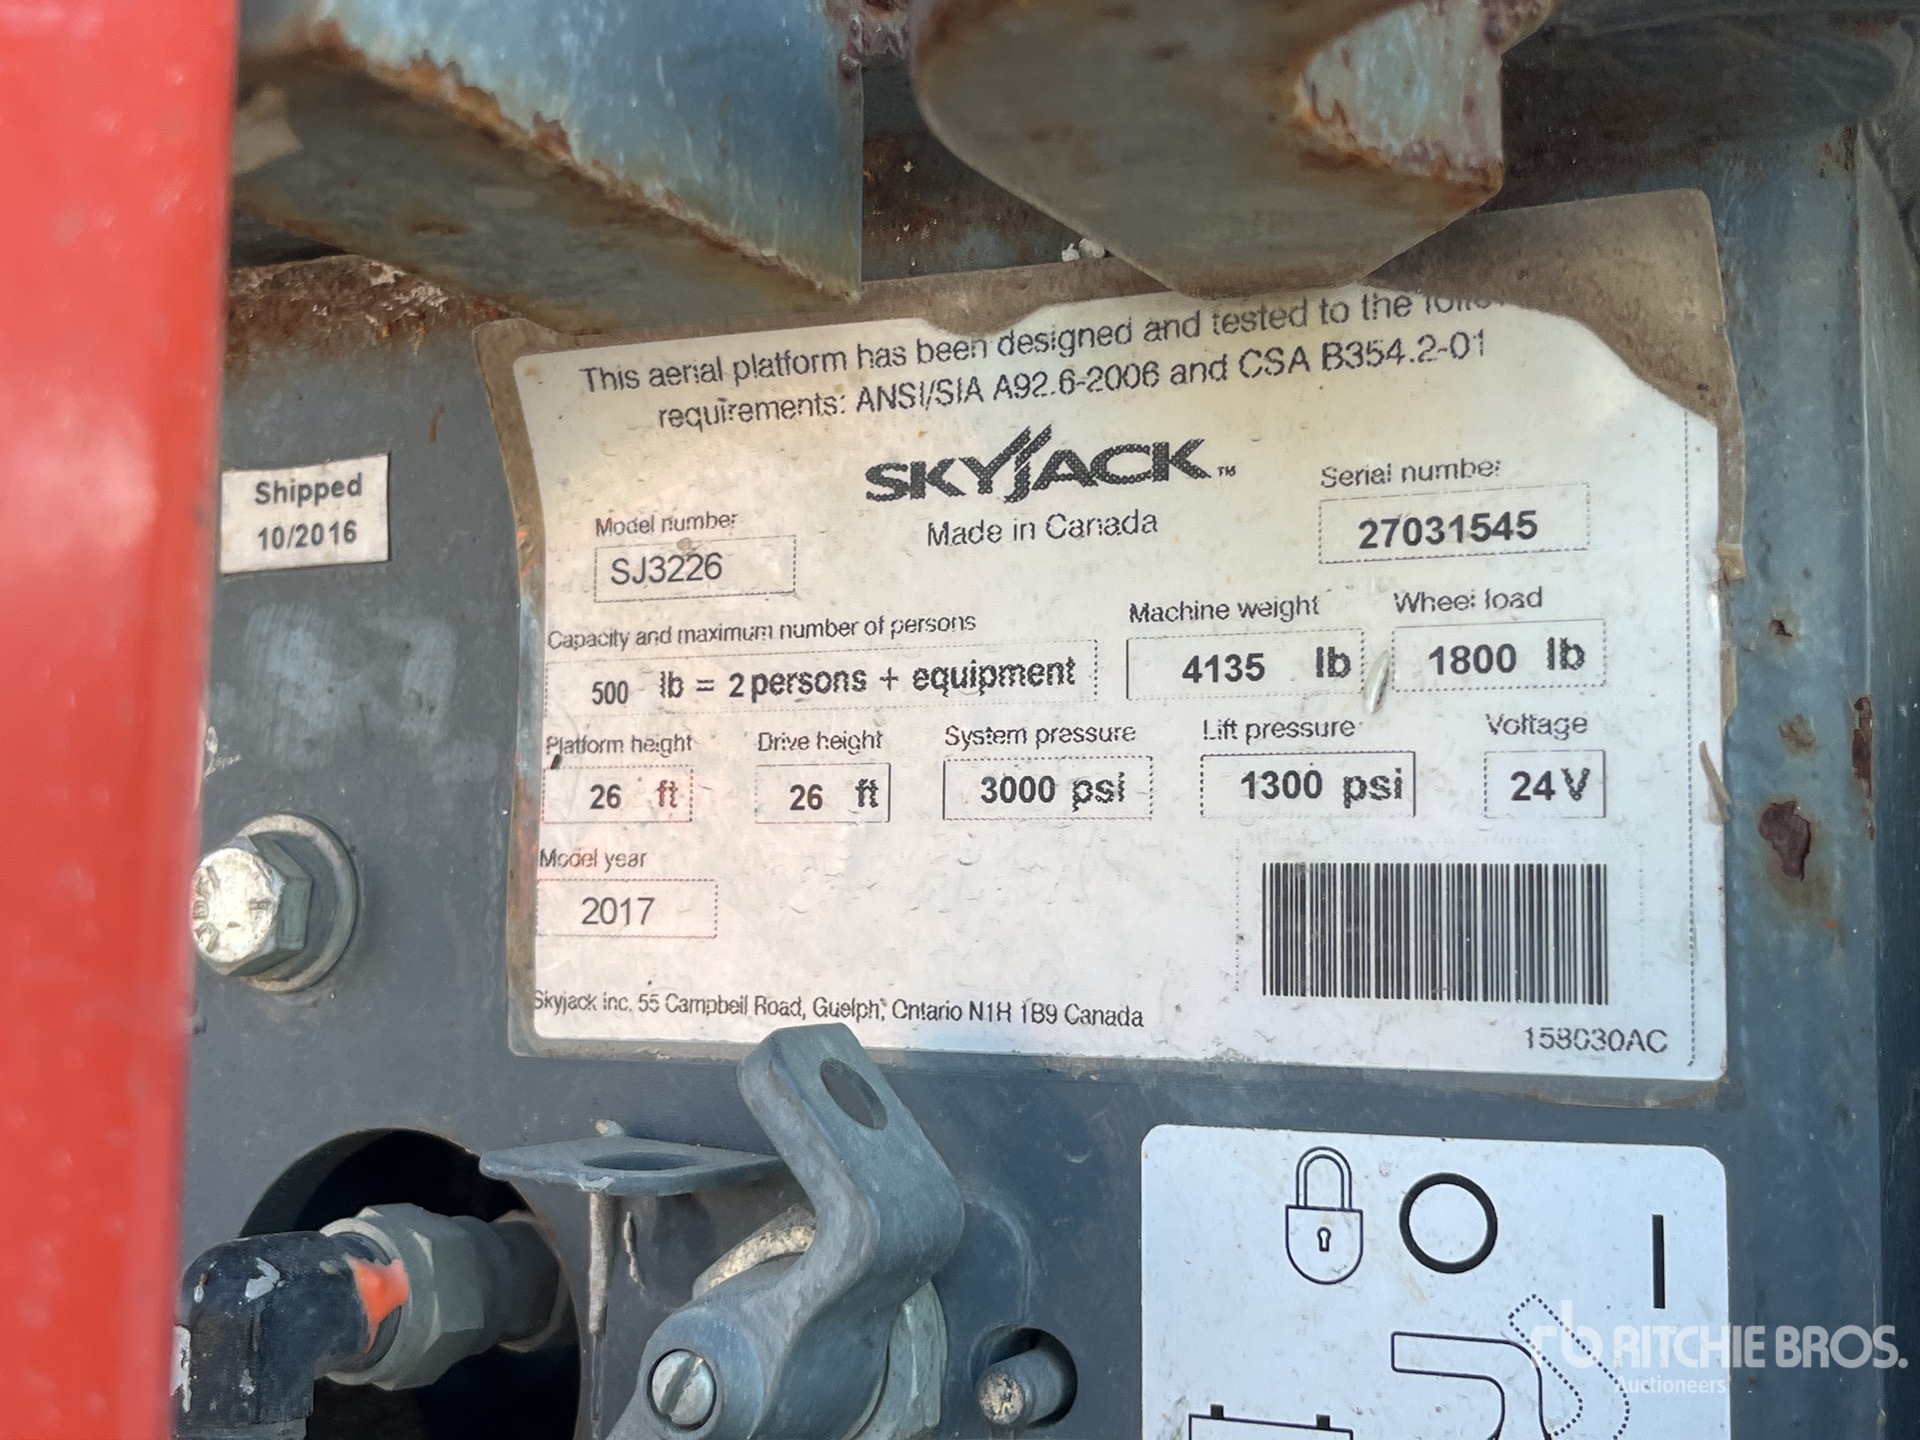 This aerial platform has been designed and tested to the
requirements: ANSI/SIA A92.6-2006 and CSA B354.2-01
SKYJACK™
Made in Canada
Serial number
27031545
Shipped
10/2016
Model number
SJ3226
Capacity and maximum number of persons
500 lb = 2 persons + equipment
Machine weight
4135 lb
Wheel load
1800 lb
Platform height
26 ft
Drive height
26 ft
System pressure
3000 psi
Lift pressure
1300 psi
Voltage
24 V
Model year
2017
Skyjack inc. 55 Campbell Road, Guelph, Ontario N1H 1B9 Canada
158030AC
rb RITCHIE BROS.
Auctioneers